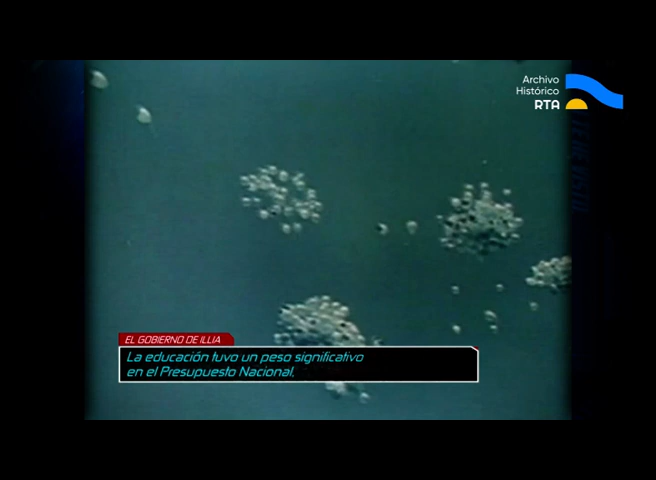 Archivo
Histórico
RTA
EL GOBIERNO DE ILLIA
La educación tuvo un peso significativo
en el Presupuesto Nacional.